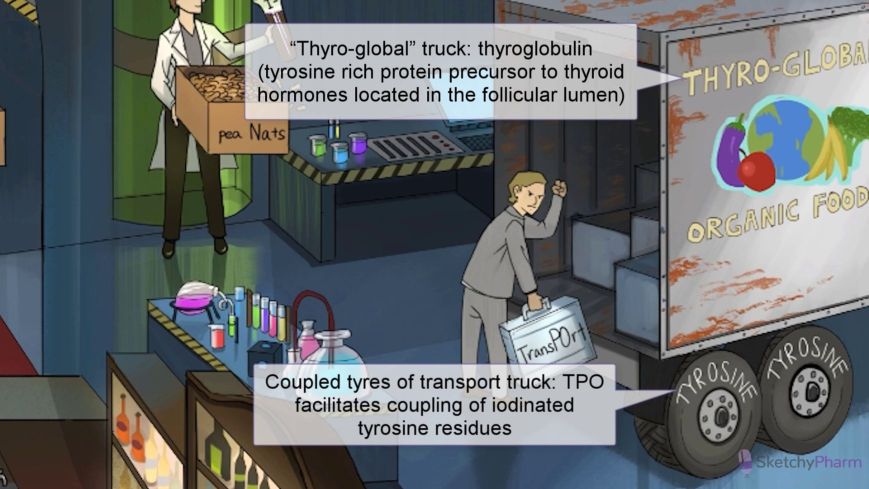 “Thyro-global” truck: thyroglobulin
(tyrosine rich protein precursor to thyroid
hormones located in the follicular lumen)
THYRO-GLOBAL
pea Nats
ORGANIC FOOD
TransPOrt
Coupled tyres of transport truck: TPO
facilitates coupling of iodinated
tyrosine residues
TYROSINE
TYROSINE
SketchyPharm